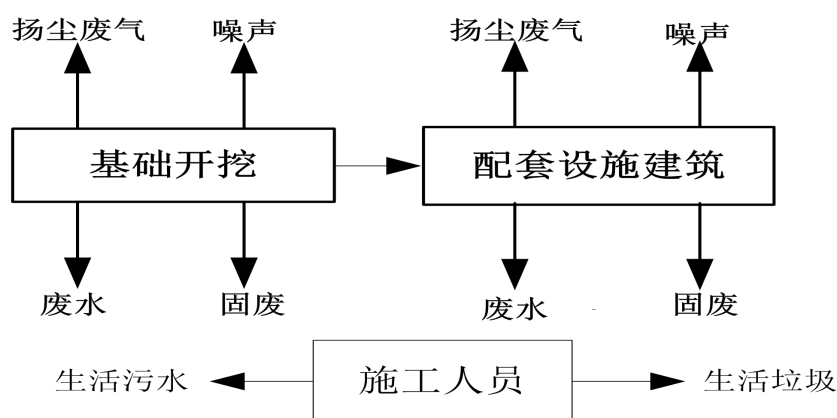 扬尘废气 噪声 扬尘废气 噪声
基础开挖 配套设施建筑
废水 固废 废水 固废
生活污水 施工人员 生活垃圾